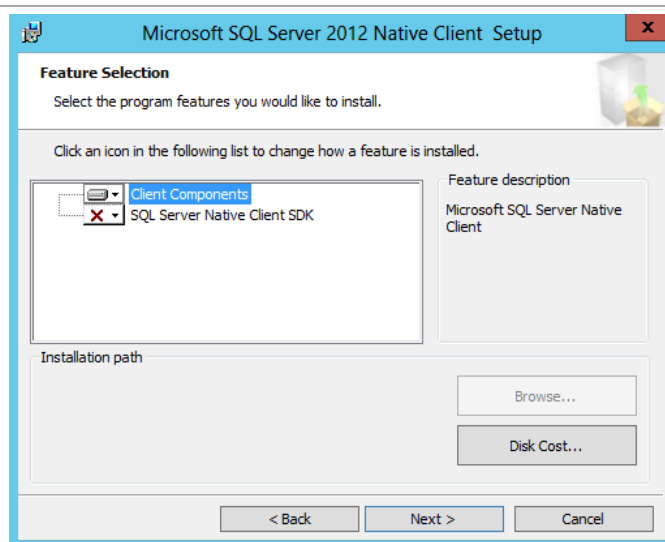 Microsoft SQL Server 2012 Native Client Setup
x
Feature Selection
Select the program features you would like to install.
Click an icon in the following list to change how a feature is installed.
Client Components
SQL Server Native Client SDK
Feature description
Microsoft SQL Server Native
Client
Installation path
Browse...
Disk Cost...
< Back
Next >
Cancel